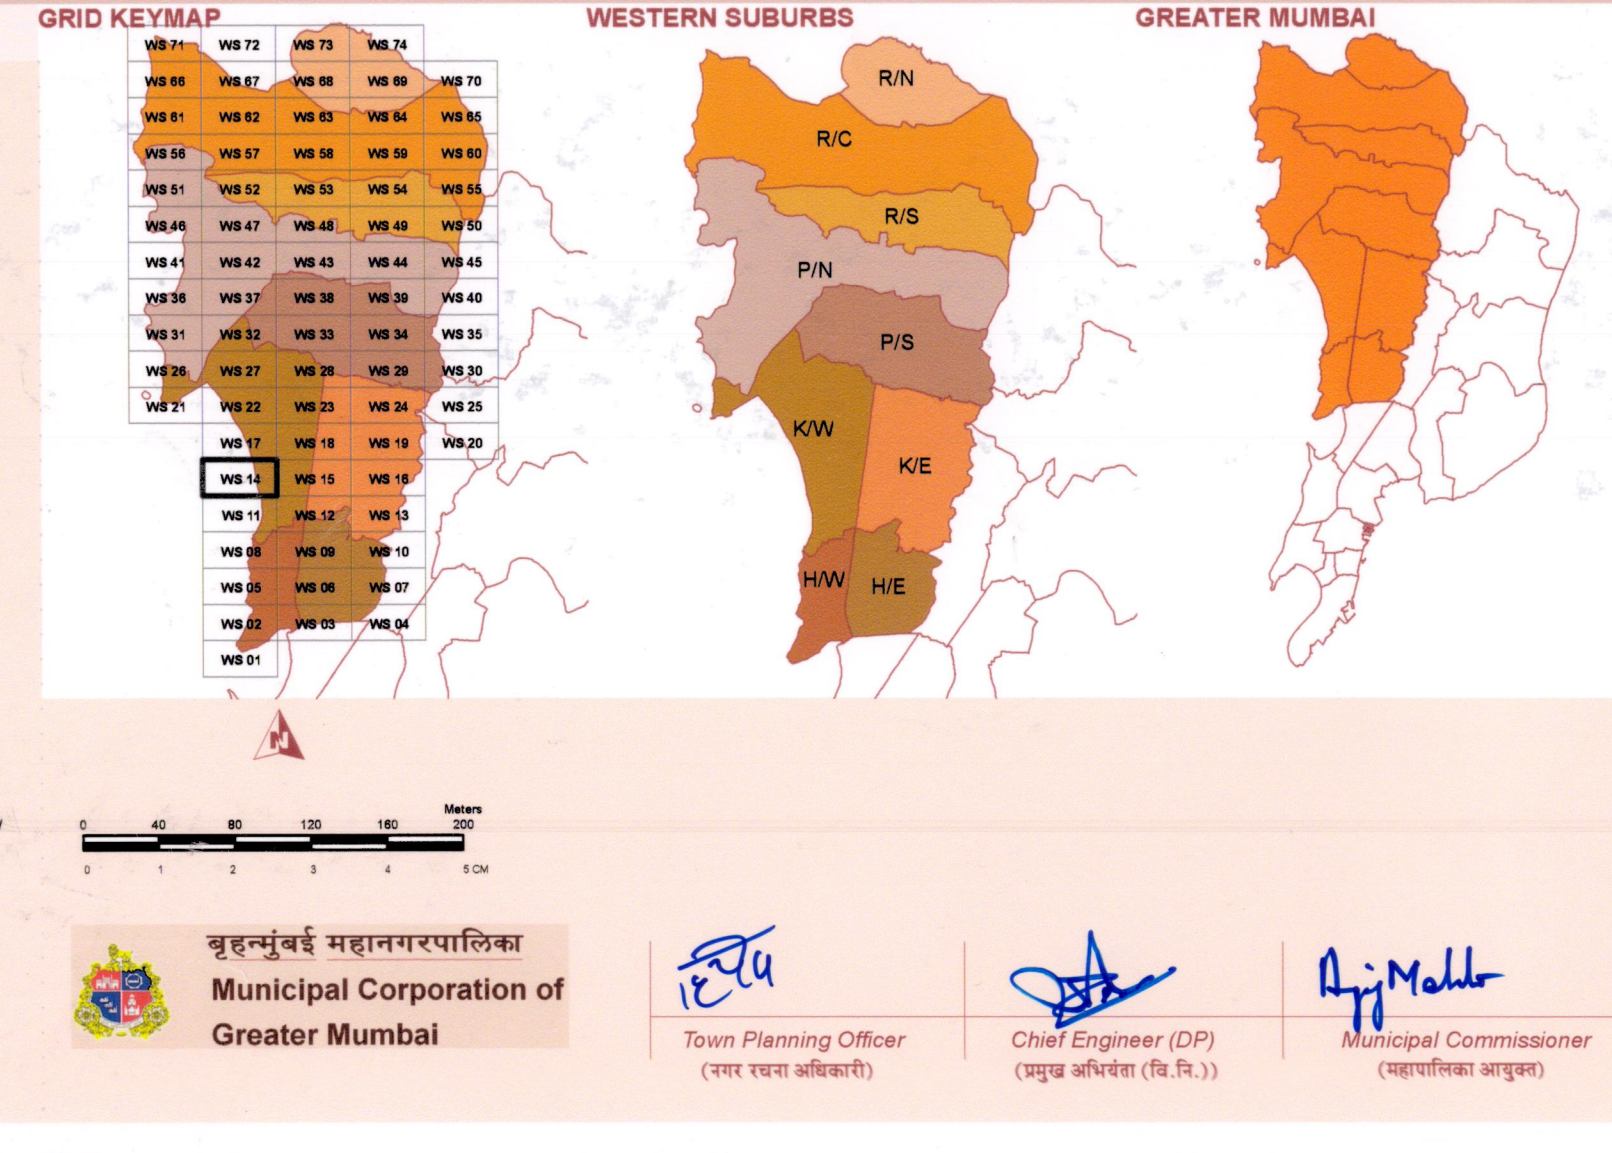 GRID KEYMAP
WS 71 WS 72 WS 73 WS 74
WS 66 WS 67 WS 68 WS 69 WS 70
WS 61 WS 62 WS 63 WS 64 WS 65
WS 56 WS 57 WS 58 WS 59 WS 60
WS 51 WS 52 WS 53 WS 54 WS 55
WS 46 WS 47 WS 48 WS 49 WS 50
WS 41 WS 42 WS 43 WS 44 WS 45
WS 36 WS 37 WS 38 WS 39 WS 40
WS 31 WS 32 WS 33 WS 34 WS 35
WS 26 WS 27 WS 28 WS 29 WS 30
WS 21 WS 22 WS 23 WS 24 WS 25
WS 17 WS 18 WS 19 WS 20
WS 14 WS 15 WS 16
WS 11 WS 12 WS 13
WS 08 WS 09 WS 10
WS 05 WS 06 WS 07
WS 02 WS 03 WS 04
WS 01
WESTERN SUBURBS
R/N
R/C
R/S
P/N
P/S
K/W
K/E
H/W H/E
GREATER MUMBAI
N
Meters
0 40 80 120 160 200
0 1 2 3 4 5 CM
बृहन्मुंबई महानगरपालिका
Municipal Corporation of
Greater Mumbai
Town Planning Officer
(नगर रचना अधिकारी)
Chief Engineer (DP)
(प्रमुख अभियंता (वि.नि.))
Municipal Commissioner
(महापालिका आयुक्त)